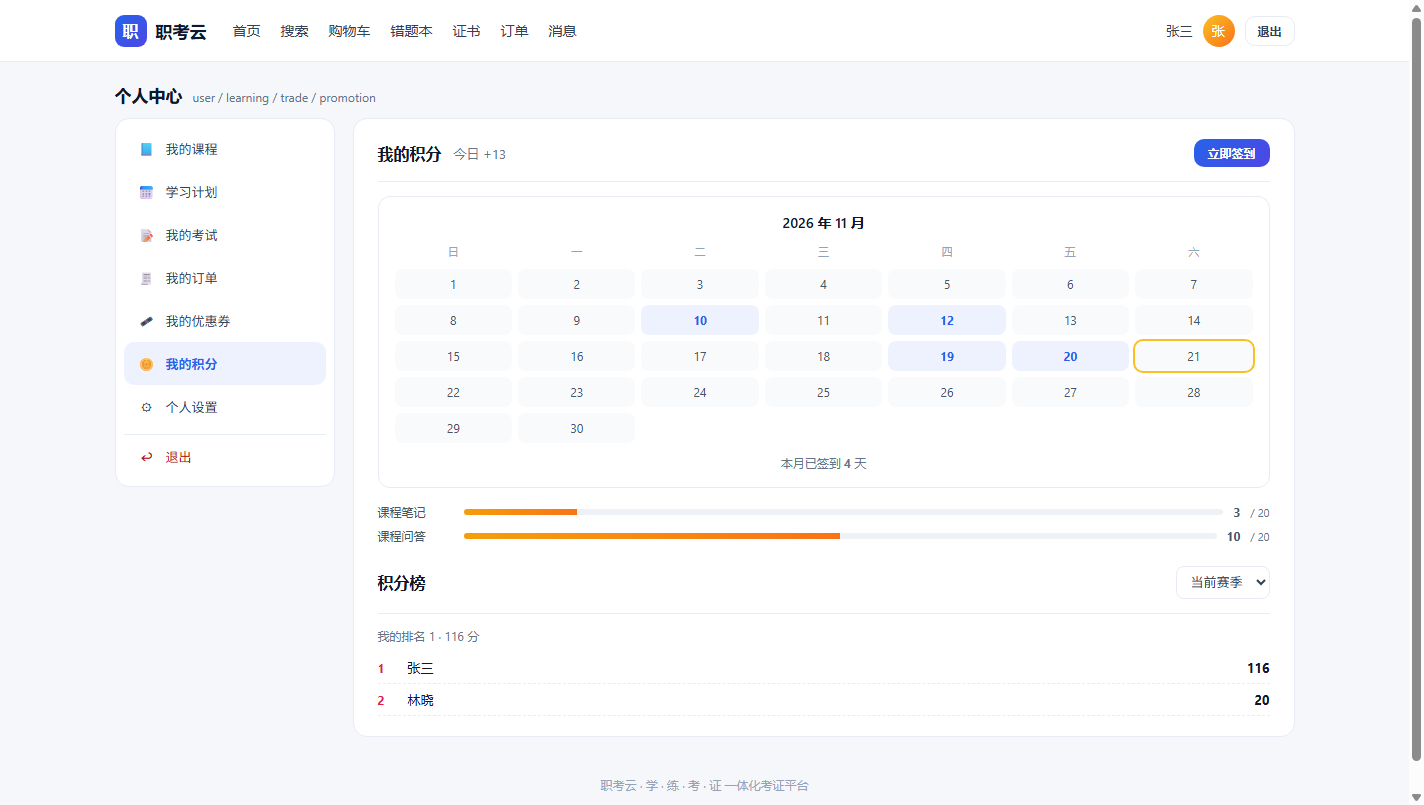 职 职考云 首页 搜索 购物车 错题本 证书 订单 消息 张三 张 退出
个人中心 user / learning / trade / promotion
我的课程
学习计划
我的考试
我的订单
我的优惠券
我的积分
个人设置
退出
我的积分 今日 +13 立即签到
2026 年 11 月
日 一 二 三 四 五 六
1 2 3 4 5 6 7
8 9 10 11 12 13 14
15 16 17 18 19 20 21
22 23 24 25 26 27 28
29 30
本月已签到 4 天
课程笔记 3 / 20
课程问答 10 / 20
积分榜 当前赛季
我的排名 1 · 116 分
1 张三 116
2 林晓 20
职考云 · 学 · 练 · 考 · 证 一体化考证平台